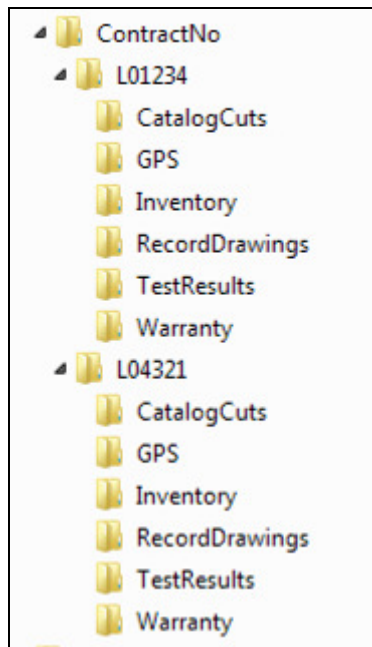 ContractNo
L01234
CatalogCuts
GPS
Inventory
RecordDrawings
TestResults
Warranty
L04321
CatalogCuts
GPS
Inventory
RecordDrawings
TestResults
Warranty